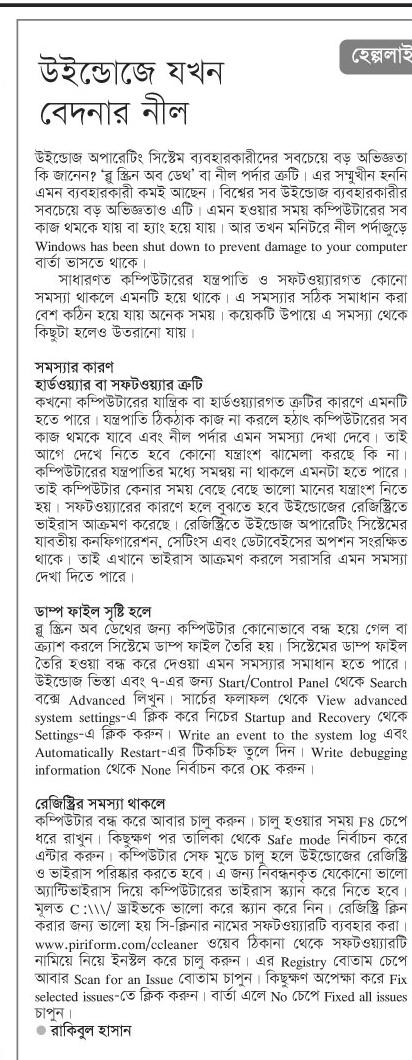 হেল্পলাই
উইন্ডোজে যখন
বেদনার নীল
উইন্ডোজ অপারেটিং সিস্টেম ব্যবহারকারীদের সবচেয়ে বড় অভিজ্ঞতা
কি জানেন? ‘ব্লু স্ক্রিন অব ডেথ’ বা নীল পর্দার ত্রুটি। এর সম্মুখীন হননি
এমন ব্যবহারকারী কমই আছেন। বিশ্বের সব উইন্ডোজ ব্যবহারকারীর
সবচেয়ে বড় অভিজ্ঞতাও এটি। এমন হওয়ার সময় কম্পিউটারের সব
কাজ থমকে যায় বা হ্যাং হয়ে যায়। আর তখন মনিটরে নীল পর্দাজুড়ে
Windows has been shut down to prevent damage to your computer
বার্তা ভাসতে থাকে।
সাধারণত কম্পিউটারের যন্ত্রপাতি ও সফটওয়্যারগত কোনো
সমস্যা থাকলে এমনটি হয়ে থাকে। এ সমস্যার সঠিক সমাধান করা
বেশ কঠিন হয়ে যায় অনেক সময়। কয়েকটি উপায়ে এ সমস্যা থেকে
কিছুটা হলেও উতরানো যায়।
সমস্যার কারণ
হার্ডওয়্যার বা সফটওয়্যার ত্রুটি
কখনো কম্পিউটারের যান্ত্রিক বা হার্ডওয়্যারগত ত্রুটির কারণে এমনটি
হতে পারে। যন্ত্রপাতি ঠিকঠাক কাজ না করলে হঠাৎ কম্পিউটারের সব
কাজ থমকে যাবে এবং নীল পর্দার এমন সমস্যা দেখা দেবে। তাই
আগে দেখে নিতে হবে কোনো যন্ত্রাংশ ঝামেলা করছে কি না।
কম্পিউটারের যন্ত্রপাতির মধ্যে সমন্বয় না থাকলে এমনটা হতে পারে।
তাই কম্পিউটার কেনার সময় বেছে বেছে ভালো মানের যন্ত্রাংশ নিতে
হয়। সফটওয়্যারের কারণে হলে বুঝতে হবে উইন্ডোজের রেজিস্ট্রিতে
ভাইরাস আক্রমণ করেছে। রেজিস্ট্রিতে উইন্ডোজ অপারেটিং সিস্টেমের
যাবতীয় কনফিগারেশন, সেটিংস এবং ডেটাবেইসের অপশন সংরক্ষিত
থাকে। তাই এখানে ভাইরাস আক্রমণ করলে সরাসরি এমন সমস্যা
দেখা দিতে পারে।
ডাম্প ফাইল সৃষ্টি হলে
ব্লু স্ক্রিন অব ডেথের জন্য কম্পিউটার কোনোভাবে বন্ধ হয়ে গেল বা
ক্র্যাশ করলে সিস্টেমে ডাম্প ফাইল তৈরি হয়। সিস্টেমের ডাম্প ফাইল
তৈরি হওয়া বন্ধ করে দেওয়া এমন সমস্যার সমাধান হতে পারে।
উইন্ডোজ ভিস্তা এবং ৭-এর জন্য Start/Control Panel থেকে Search
বক্সে Advanced লিখুন। সার্চের ফলাফল থেকে View advanced
system settings-এ ক্লিক করে নিচের Startup and Recovery থেকে
Settings-এ ক্লিক করুন। Write an event to the system log এবং
Automatically Restart-এর টিকচিহ্ন তুলে দিন। Write debugging
information থেকে None নির্বাচন করে OK করুন।
রেজিস্ট্রির সমস্যা থাকলে
কম্পিউটার বন্ধ করে আবার চালু করুন। চালু হওয়ার সময় F8 চেপে
ধরে রাখুন। কিছুক্ষণ পর তালিকা থেকে Safe mode নির্বাচন করে
এন্টার করুন। কম্পিউটার সেফ মুডে চালু হলে উইন্ডোজের রেজিস্ট্রি
ও ভাইরাস পরিষ্কার করতে হবে। এ জন্য নিবন্ধনকৃত যেকোনো ভালো
অ্যান্টিভাইরাস দিয়ে কম্পিউটারের ভাইরাস স্ক্যান করে নিতে হবে।
মূলত C :\\\/ ড্রাইভকে ভালো করে স্ক্যান করে নিন। রেজিস্ট্রি ক্লিন
করার জন্য ভালো হয় সি-ক্লিনার নামের সফটওয়্যারটি ব্যবহার করা।
www.piriform.com/ccleaner ওয়েব ঠিকানা থেকে সফটওয়্যারটি
নামিয়ে নিয়ে ইনস্টল করে চালু করুন। এর Registry বোতাম চেপে
আবার Scan for an Issue বোতাম চাপুন। কিছুক্ষণ অপেক্ষা করে Fix
selected issues-তে ক্লিক করুন। বার্তা এলে No চেপে Fixed all issues
চাপুন।
রাকিবুল হাসান